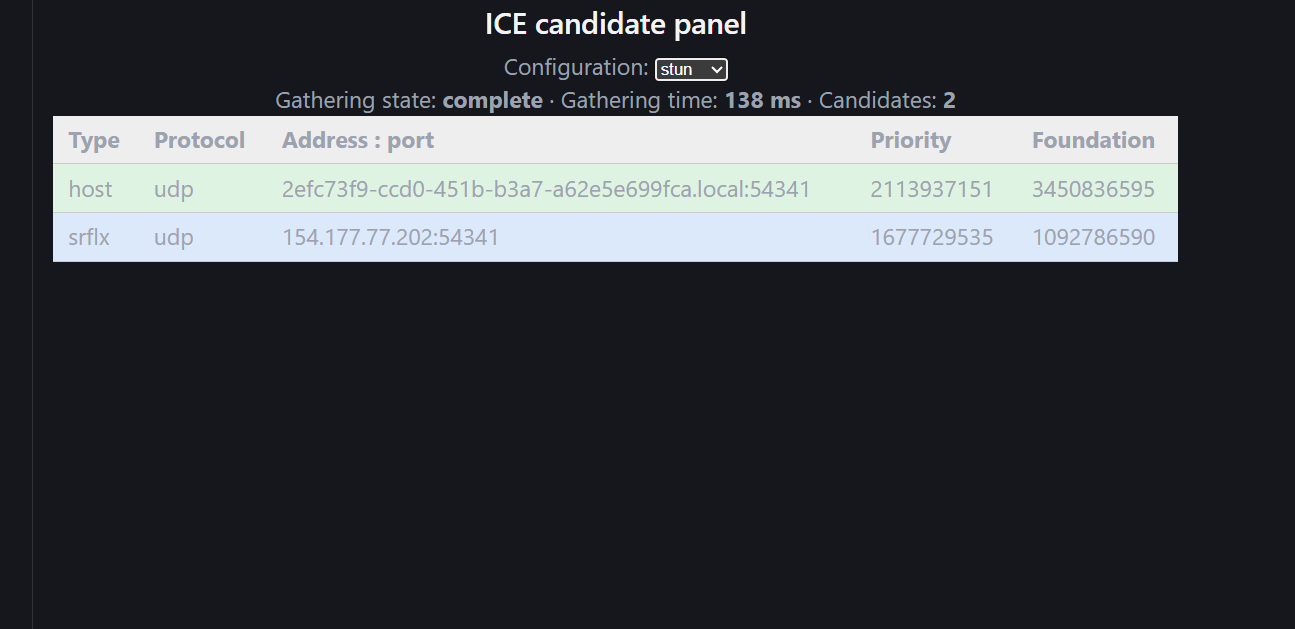 ICE candidate panel
Configuration: stun
Gathering state: complete · Gathering time: 138 ms · Candidates: 2
Type Protocol Address : port Priority Foundation
host udp 2efc73f9-ccd0-451b-b3a7-a62e5e699fca.local:54341 2113937151 3450836595
srflx udp 154.177.77.202:54341 1677729535 1092786590